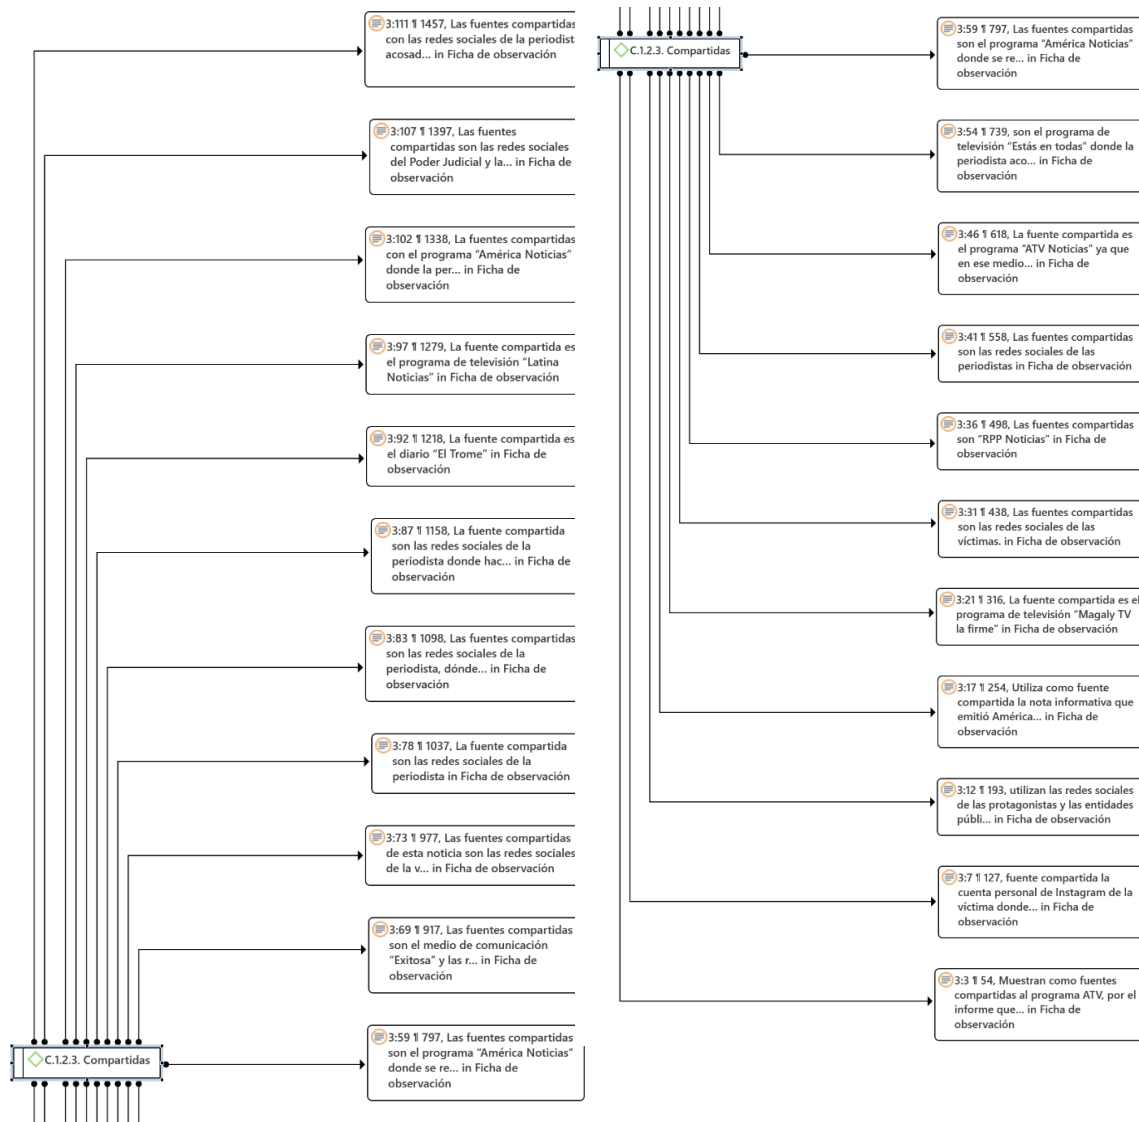 3:111 ¶ 1457, Las fuentes compartidas
con las redes sociales de la periodista
acosad... in Ficha de observación
3:107 ¶ 1397, Las fuentes
compartidas son las redes sociales
del Poder Judicial y la... in Ficha de
observación
3:102 ¶ 1338, La fuentes compartidas
con el programa “América Noticias”
donde la per... in Ficha de
observación
3:97 ¶ 1279, La fuente compartida es
el programa de televisión “Latina
Noticias” in Ficha de observación
3:92 ¶ 1218, La fuente compartida es
el diario “El Trome” in Ficha de
observación
3:87 ¶ 1158, La fuente compartida
son las redes sociales de la
periodista donde hac... in Ficha de
observación
3:83 ¶ 1098, Las fuentes compartidas
son las redes sociales de la
periodista, dónde... in Ficha de
observación
3:78 ¶ 1037, La fuente compartida
son las redes sociales de la
periodista in Ficha de observación
3:73 ¶ 977, Las fuentes compartidas
de esta noticia son las redes sociales
de la v... in Ficha de observación
3:69 ¶ 917, Las fuentes compartidas
son el medio de comunicación
“Exitosa” y las r... in Ficha de
observación
C.1.2.3. Compartidas
3:59 ¶ 797, Las fuentes compartidas
son el programa “América Noticias”
donde se re... in Ficha de
observación
C.1.2.3. Compartidas
3:59 ¶ 797, Las fuentes compartidas
son el programa “América Noticias”
donde se re... in Ficha de
observación
3:54 ¶ 739, son el programa de
televisión “Estás en todas” donde la
periodista aco... in Ficha de
observación
3:46 ¶ 618, La fuente compartida es
el programa “ATV Noticias” ya que
en ese medio... in Ficha de
observación
3:41 ¶ 558, Las fuentes compartidas
son las redes sociales de las
periodistas in Ficha de observación
3:36 ¶ 498, Las fuentes compartidas
son “RPP Noticias” in Ficha de
observación
3:31 ¶ 438, Las fuentes compartidas
son las redes sociales de las
víctimas. in Ficha de observación
3:21 ¶ 316, La fuente compartida es el
programa de televisión “Magaly TV
la firme” in Ficha de observación
3:17 ¶ 254, Utiliza como fuente
compartida la nota informativa que
emitió América... in Ficha de
observación
3:12 ¶ 193, utilizan las redes sociales
de las protagonistas y las entidades
públi... in Ficha de observación
3:7 ¶ 127, fuente compartida la
cuenta personal de Instagram de la
víctima donde... in Ficha de
observación
3:3 ¶ 54, Muestran como fuentes
compartidas al programa ATV, por el
informe que... in Ficha de
observación